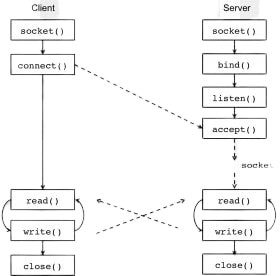 Client
Server
socket()
socket()
connect()
bind()
listen()
accept()
read()
read()
write()
write()
close()
close()